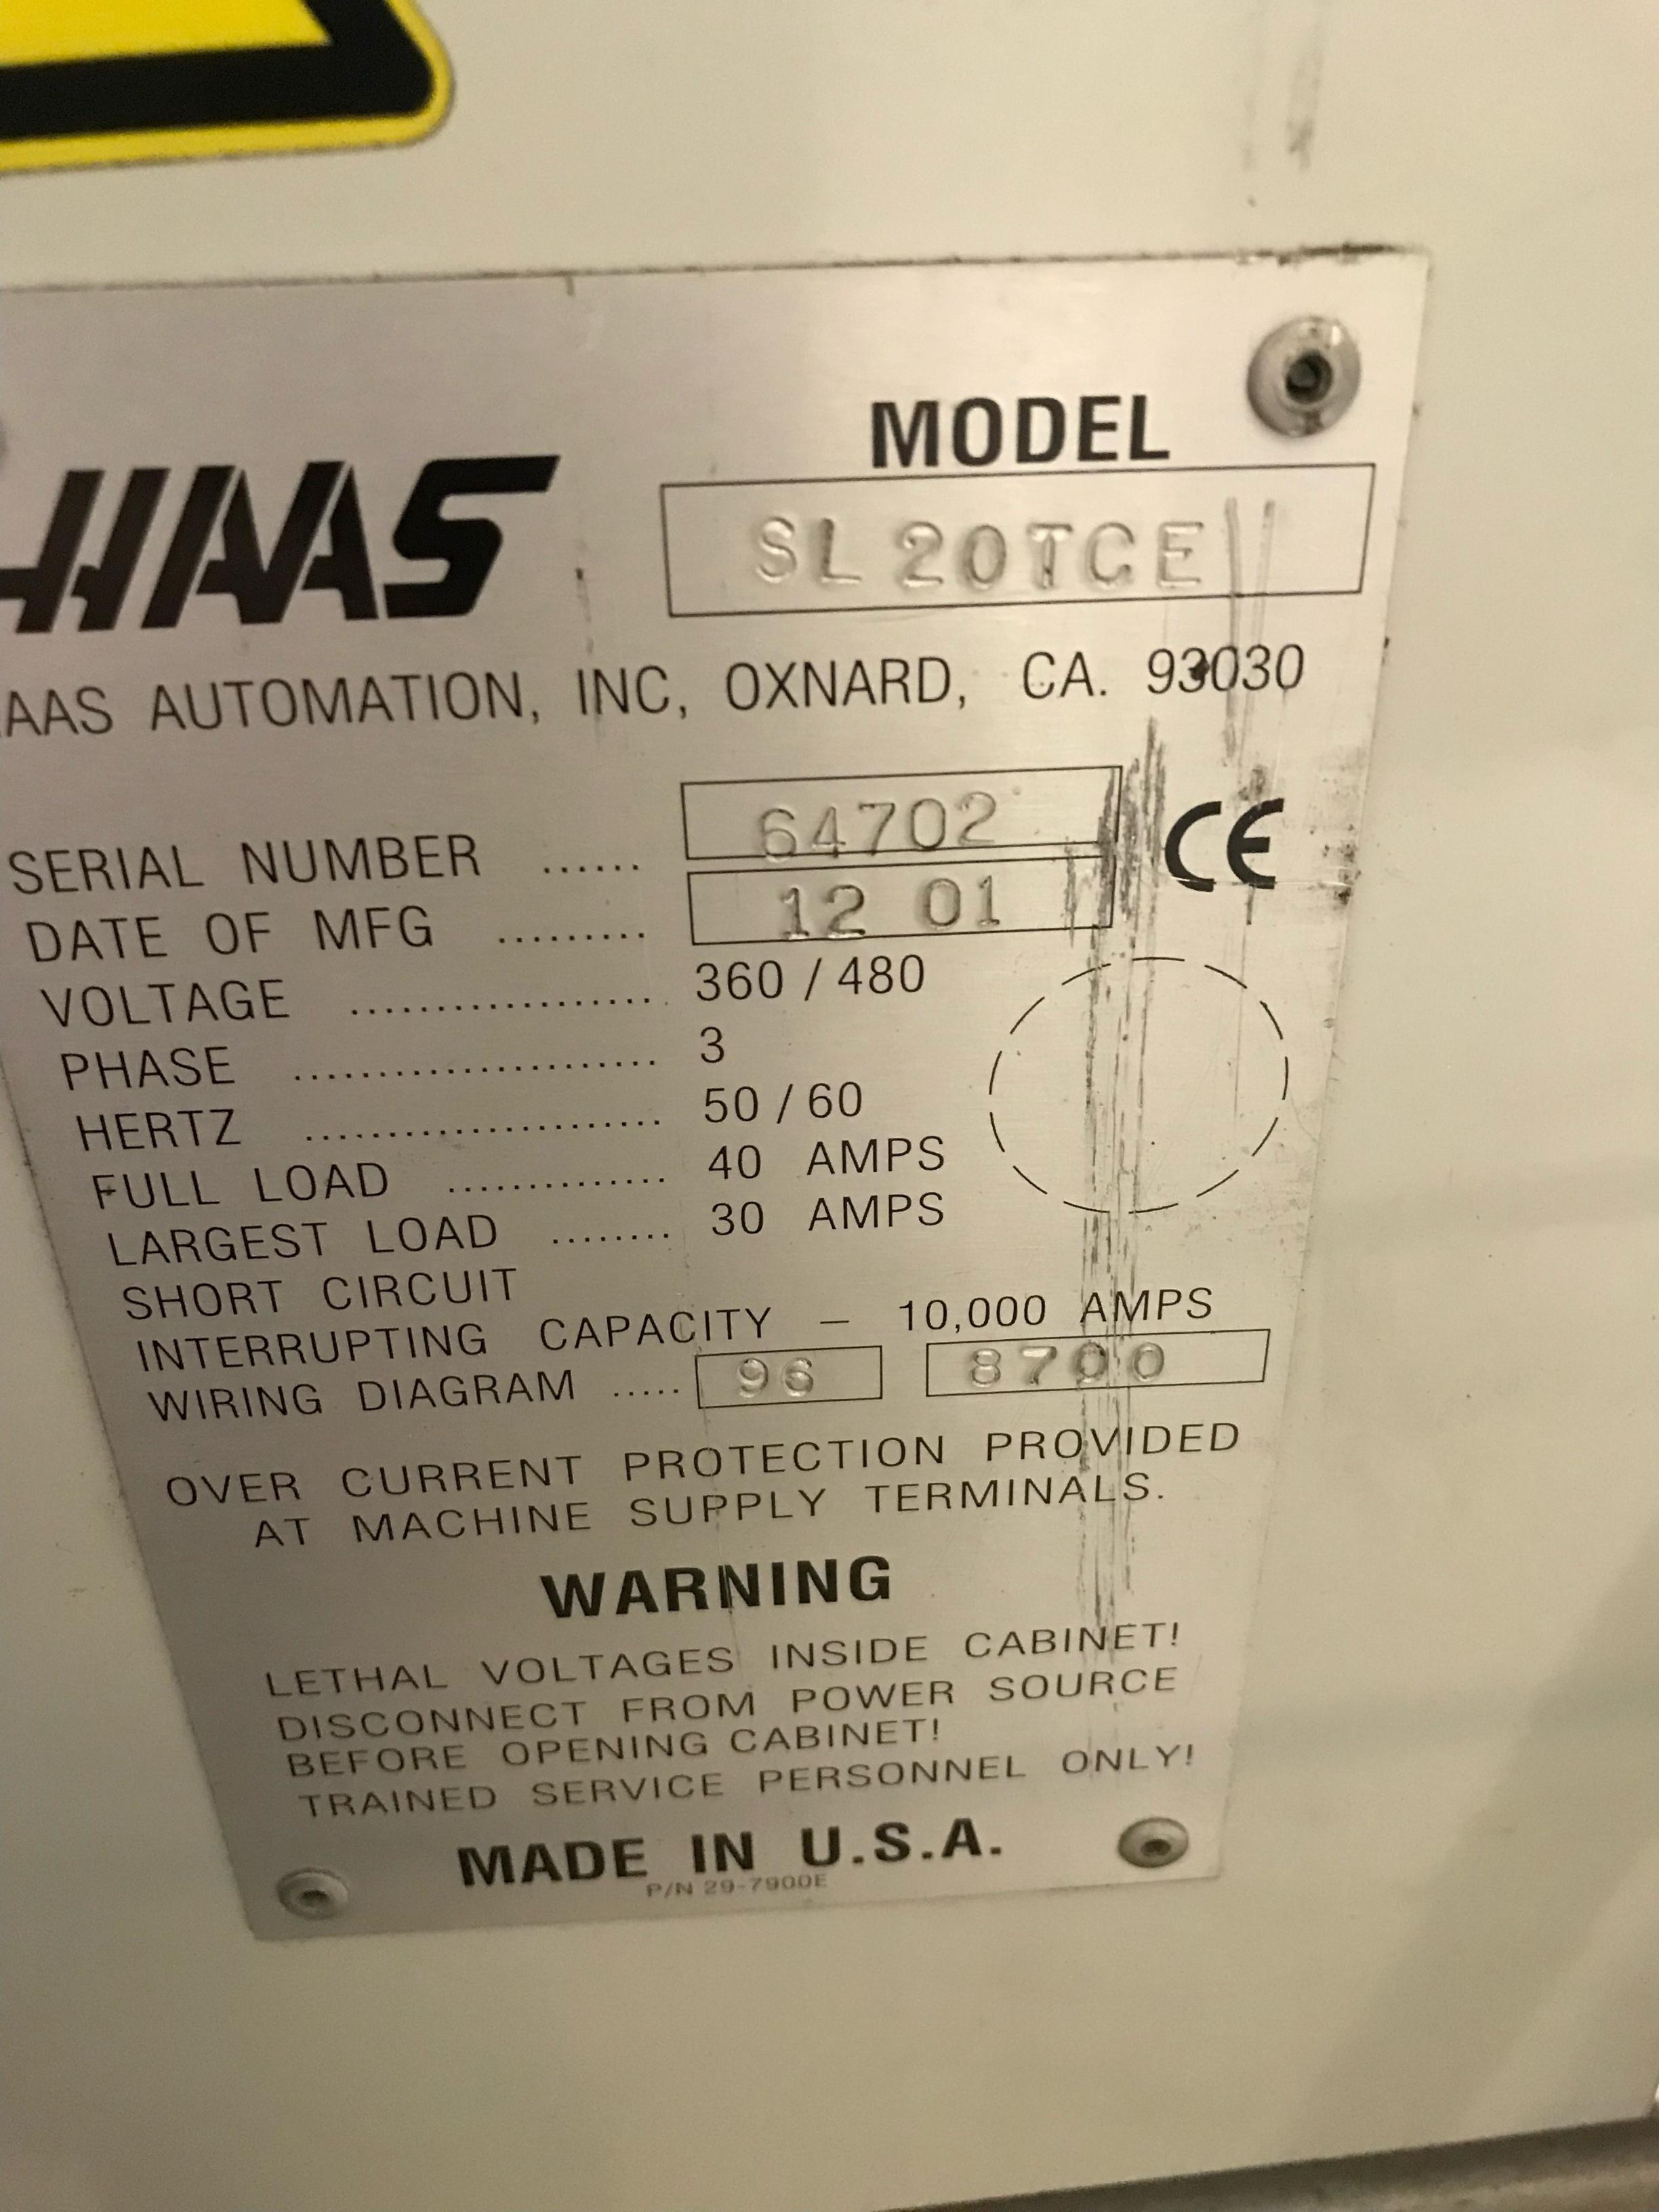 HAAS
MODEL
SL20TCE
AAS AUTOMATION, INC, OXNARD, CA. 93030
SERIAL NUMBER ...... 64702
CE
DATE OF MFG ......... 12 01
VOLTAGE ................... 360 / 480
PHASE ...................... 3
HERTZ ...................... 50 / 60
FULL LOAD .............. 40 AMPS
LARGEST LOAD ........ 30 AMPS
SHORT CIRCUIT
INTERRUPTING CAPACITY – 10,000 AMPS
WIRING DIAGRAM ..... 96 8700
OVER CURRENT PROTECTION PROVIDED
AT MACHINE SUPPLY TERMINALS.
WARNING
LETHAL VOLTAGES INSIDE CABINET!
DISCONNECT FROM POWER SOURCE
BEFORE OPENING CABINET!
TRAINED SERVICE PERSONNEL ONLY!
MADE IN U.S.A.
P/N 29-7900E